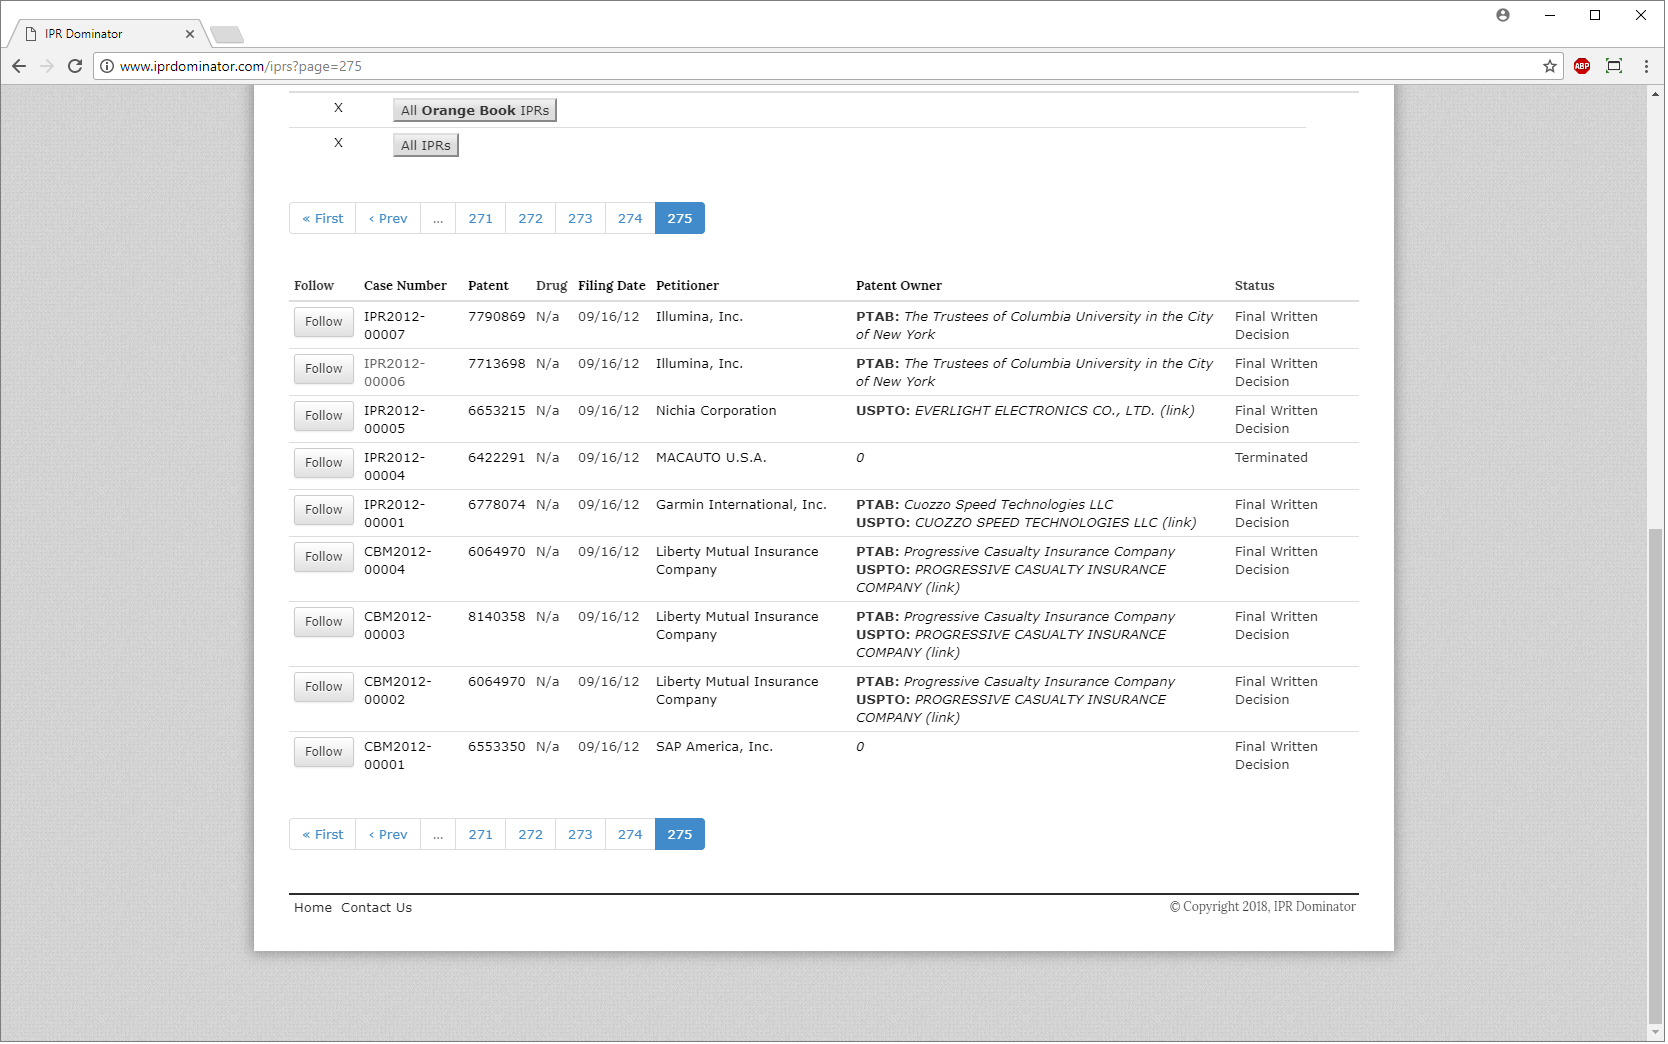 IPR Dominator
www.iprdominator.com/iprs?page=275
ABP
X All Orange Book IPRs
X All IPRs
« First ‹ Prev ... 271 272 273 274 275
Follow Case Number Patent Drug Filing Date Petitioner Patent Owner Status
Follow IPR2012- 7790869 N/a 09/16/12 Illumina, Inc. PTAB: The Trustees of Columbia University in the City Final Written
00007 of New York Decision
Follow IPR2012- 7713698 N/a 09/16/12 Illumina, Inc. PTAB: The Trustees of Columbia University in the City Final Written
00006 of New York Decision
Follow IPR2012- 6653215 N/a 09/16/12 Nichia Corporation USPTO: EVERLIGHT ELECTRONICS CO., LTD. (link) Final Written
00005 Decision
Follow IPR2012- 6422291 N/a 09/16/12 MACAUTO U.S.A. 0 Terminated
00004
Follow IPR2012- 6778074 N/a 09/16/12 Garmin International, Inc. PTAB: Cuozzo Speed Technologies LLC Final Written
00001 USPTO: CUOZZO SPEED TECHNOLOGIES LLC (link) Decision
Follow CBM2012- 6064970 N/a 09/16/12 Liberty Mutual Insurance PTAB: Progressive Casualty Insurance Company Final Written
00004 Company USPTO: PROGRESSIVE CASUALTY INSURANCE Decision
COMPANY (link)
Follow CBM2012- 8140358 N/a 09/16/12 Liberty Mutual Insurance PTAB: Progressive Casualty Insurance Company Final Written
00003 Company USPTO: PROGRESSIVE CASUALTY INSURANCE Decision
COMPANY (link)
Follow CBM2012- 6064970 N/a 09/16/12 Liberty Mutual Insurance PTAB: Progressive Casualty Insurance Company Final Written
00002 Company USPTO: PROGRESSIVE CASUALTY INSURANCE Decision
COMPANY (link)
Follow CBM2012- 6553350 N/a 09/16/12 SAP America, Inc. 0 Final Written
00001 Decision
« First ‹ Prev ... 271 272 273 274 275
Home Contact Us © Copyright 2018, IPR Dominator